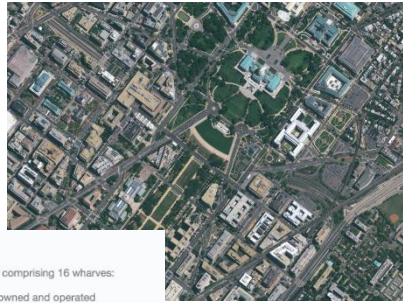 comprising 16 wharves:
owned and operated